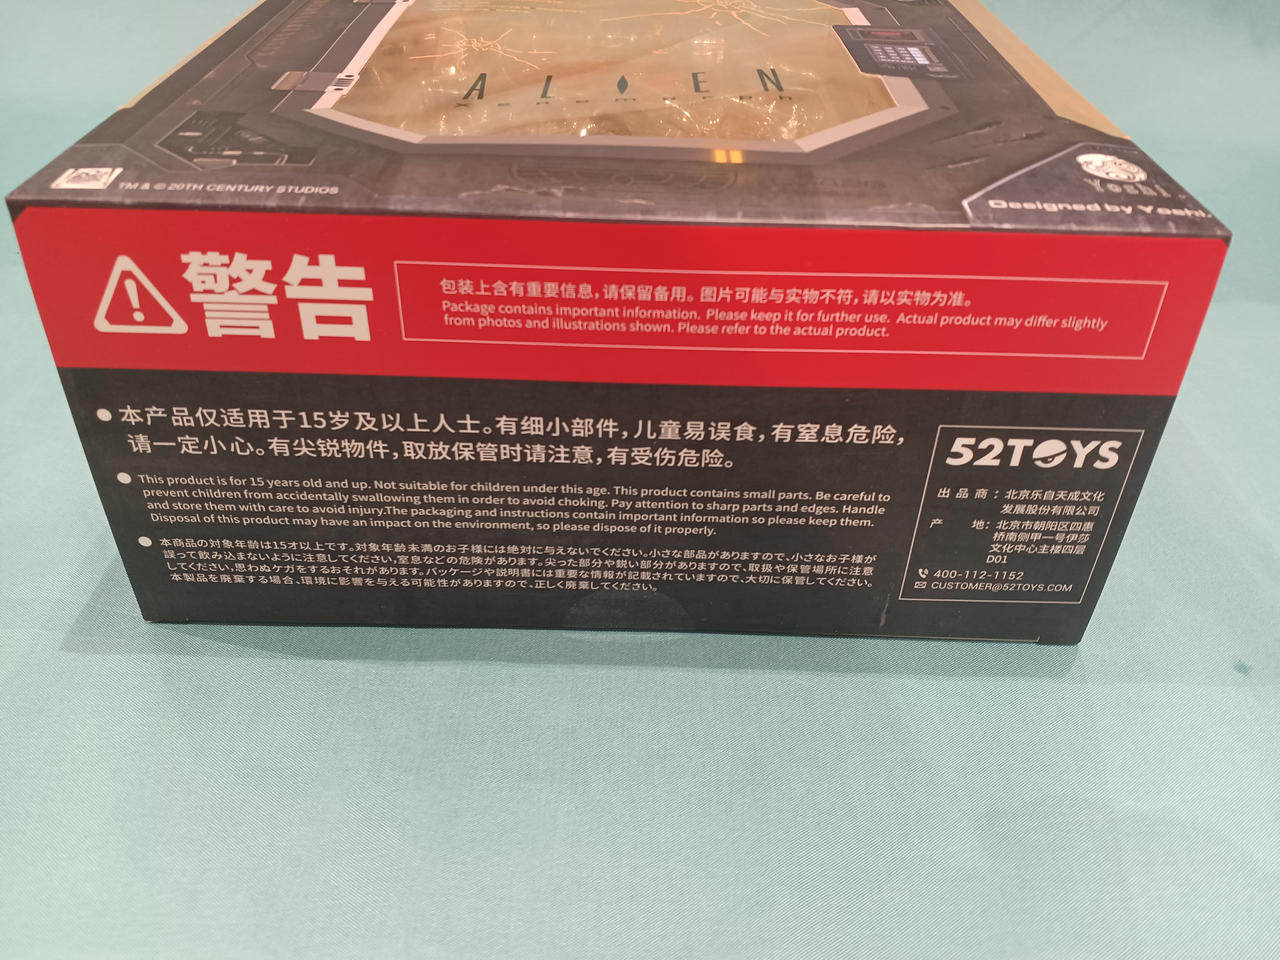 ALIEN
Xenomorph
TM & © 20TH CENTURY STUDIOS
Designed by Yoshi.
警告
包装上含有重要信息,请保留备用。图片可能与实物不符,请以实物为准。
Package contains important information. Please keep it for further use. Actual product may differ slightly
from photos and illustrations shown. Please refer to the actual product.
●本产品仅适用于15岁及以上人士。有细小部件,儿童易误食,有窒息危险,
请一定小心。有尖锐物件,取放保管时请注意,有受伤危险。
●This product is for 15 years old and up. Not suitable for children under this age. This product contains small parts. Be careful to
prevent children from accidentally swallowing them in order to avoid choking. Pay attention to sharp parts and edges. Handle
and store them with care to avoid injury.The packaging and instructions contain important information so please keep them.
Disposal of this product may have an impact on the environment, so please dispose of it properly.
●本商品の対象年齢は15才以上です。対象年齢未満のお子様には絶対に与えないでください。小さな部品がありますので、小さなお子様が
誤って飲み込まないように注意してください,窒息などの危険があります。尖った部分や鋭い部分がありますので、取扱や保管場所に注意
してください,思わぬケガをするおそれがあります。パッケージや説明書には重要な情報が記載されていますので、大切に保管してください。
本製品を廃棄する場合、環境に影響を与える可能性がありますので、正しく廃棄してください。
52TOYS
出品商:北京乐自天成文化
发展股份有限公司
产地:北京市朝阳区四惠
桥南侧甲一号伊莎
文化中心主楼四层
D01
400-112-1152
CUSTOMER@52TOYS.COM